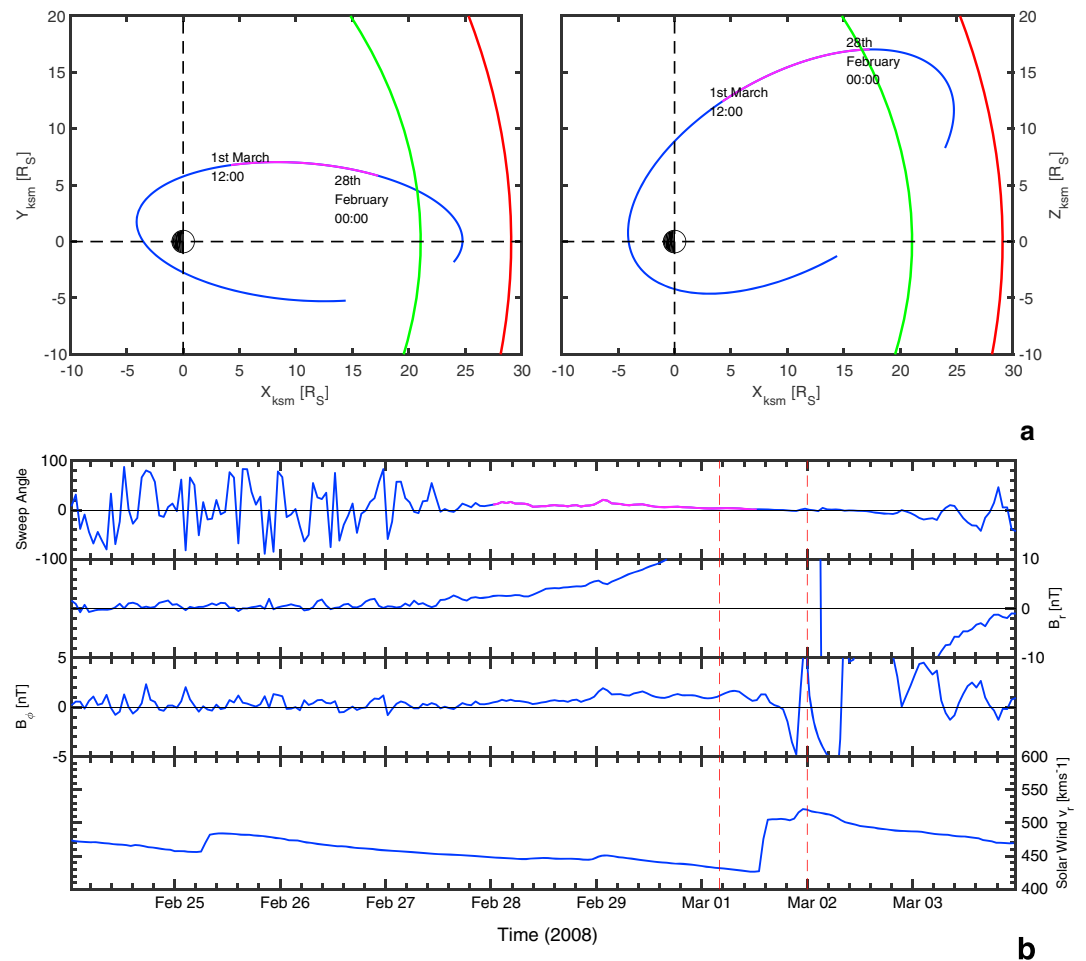 20
15
10
5
0
-5
-10
Y_ksm [R_S]
1st March
12:00
28th
February
00:00
-10
-5
0
5
10
15
20
25
30
X_ksm [R_S]
28th
February
00:00
1st March
12:00
20
15
10
5
0
-5
-10
Z_ksm [R_S]
-10
-5
0
5
10
15
20
25
30
X_ksm [R_S]
a
100
0
-100
Sweep Angle
10
0
-10
B_r [nT]
5
0
-5
B_ϕ [nT]
600
550
500
450
400
Solar Wind v_r [kms^-1]
Feb 25
Feb 26
Feb 27
Feb 28
Feb 29
Mar 01
Mar 02
Mar 03
Time (2008)
b